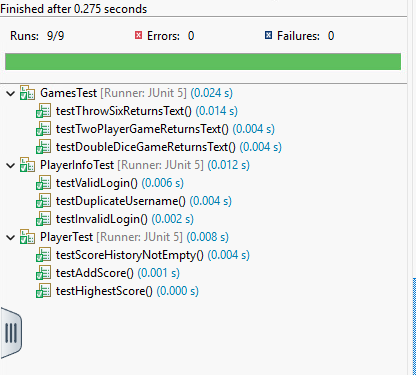 Finished after 0.275 seconds
Runs: 9/9 Errors: 0 Failures: 0
GamesTest [Runner: JUnit 5] (0.024 s)
testThrowSixReturnsText() (0.014 s)
testTwoPlayerGameReturnsText() (0.004 s)
testDoubleDiceGameReturnsText() (0.004 s)
PlayerInfoTest [Runner: JUnit 5] (0.012 s)
testValidLogin() (0.006 s)
testDuplicateUsername() (0.004 s)
testInvalidLogin() (0.002 s)
PlayerTest [Runner: JUnit 5] (0.008 s)
testScoreHistoryNotEmpty() (0.004 s)
testAddScore() (0.001 s)
testHighestScore() (0.000 s)